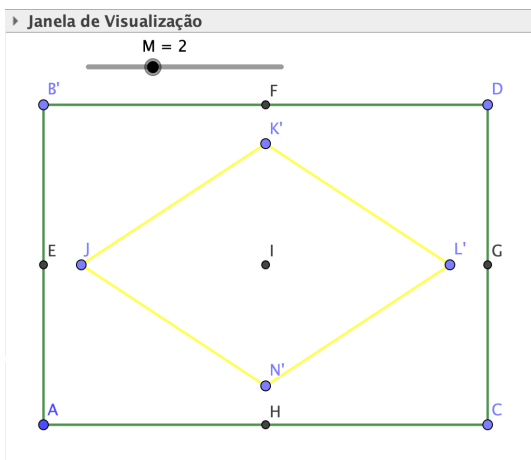 Janela de Visualização
M = 2
B' F D
K'
E J I L' G
N'
A H C